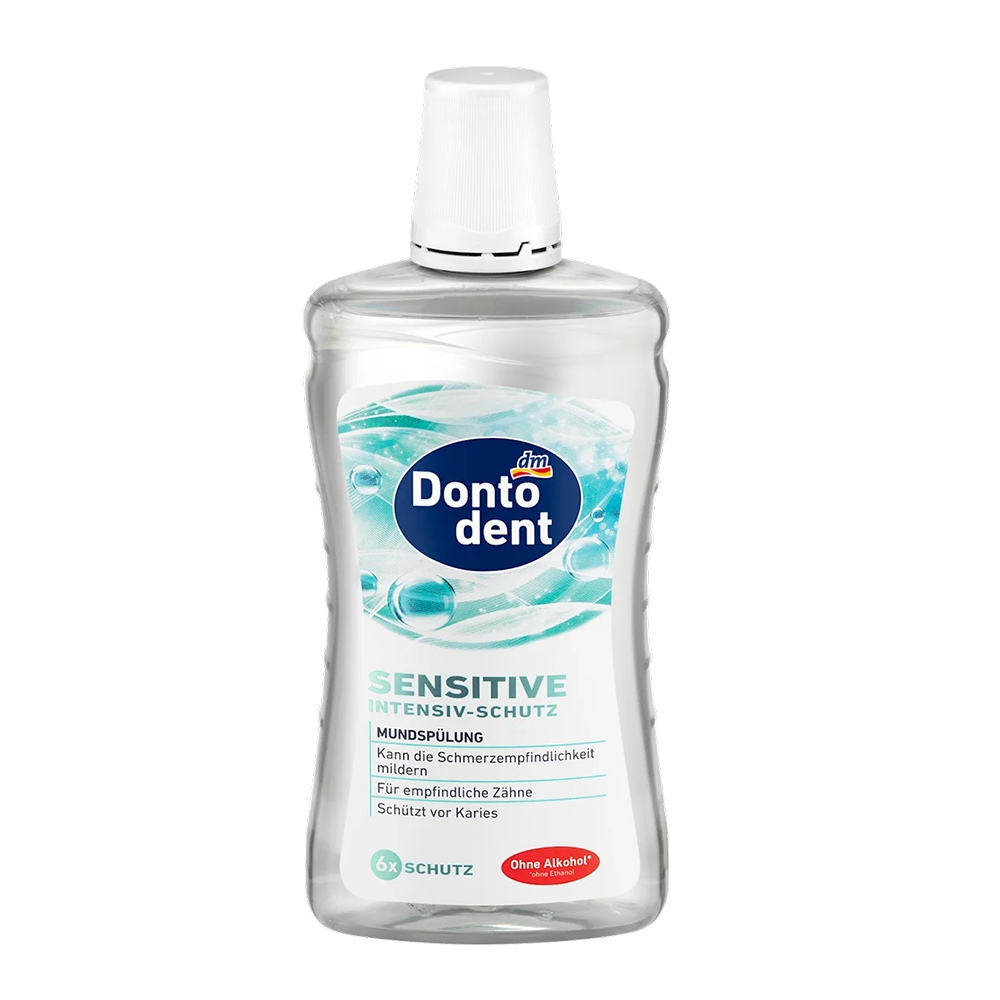 dm
Donto
dent
SENSITIVE
INTENSIV-SCHUTZ
MUNDSPÜLUNG
Kann die Schmerzempfindlichkeit
mildern
Für empfindliche Zähne
Schützt vor Karies
6x SCHUTZ
Ohne Alkohol*
*ohne Ethanol